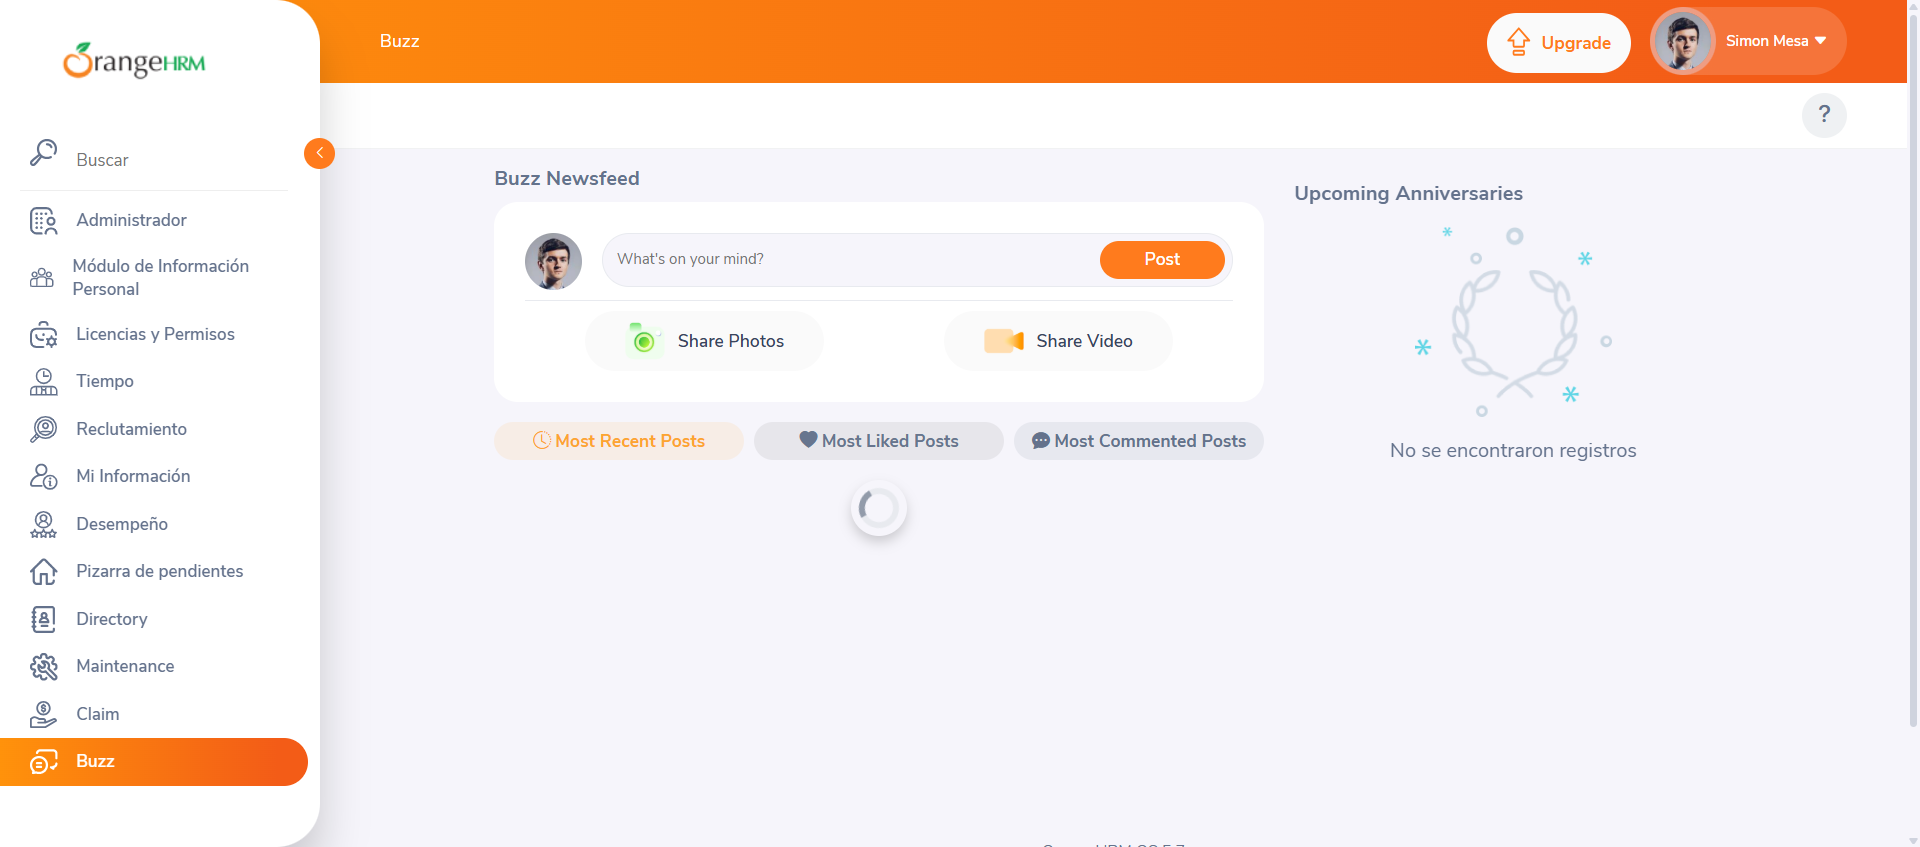 OrangeHRM
Buzz
Upgrade
Simon Mesa
?
Buscar
Administrador
Módulo de Información
Personal
Licencias y Permisos
Tiempo
Reclutamiento
Mi Información
Desempeño
Pizarra de pendientes
Directory
Maintenance
Claim
Buzz
Buzz Newsfeed
What's on your mind?
Post
Share Photos
Share Video
Most Recent Posts
Most Liked Posts
Most Commented Posts
Upcoming Anniversaries
No se encontraron registros